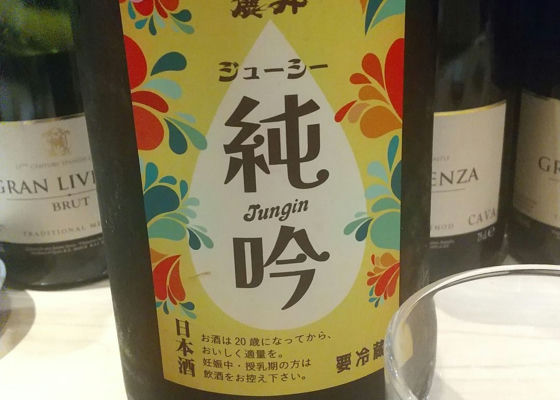 ジューシー
純
Jungin
吟
日本酒
お酒は20歳になってから、
おいしく適量を。
妊娠中・授乳期の方は
飲酒をお控え下さい。
要冷蔵
GRAN LIV
BRUT
TRADITIONAL
ENZA
CAVA